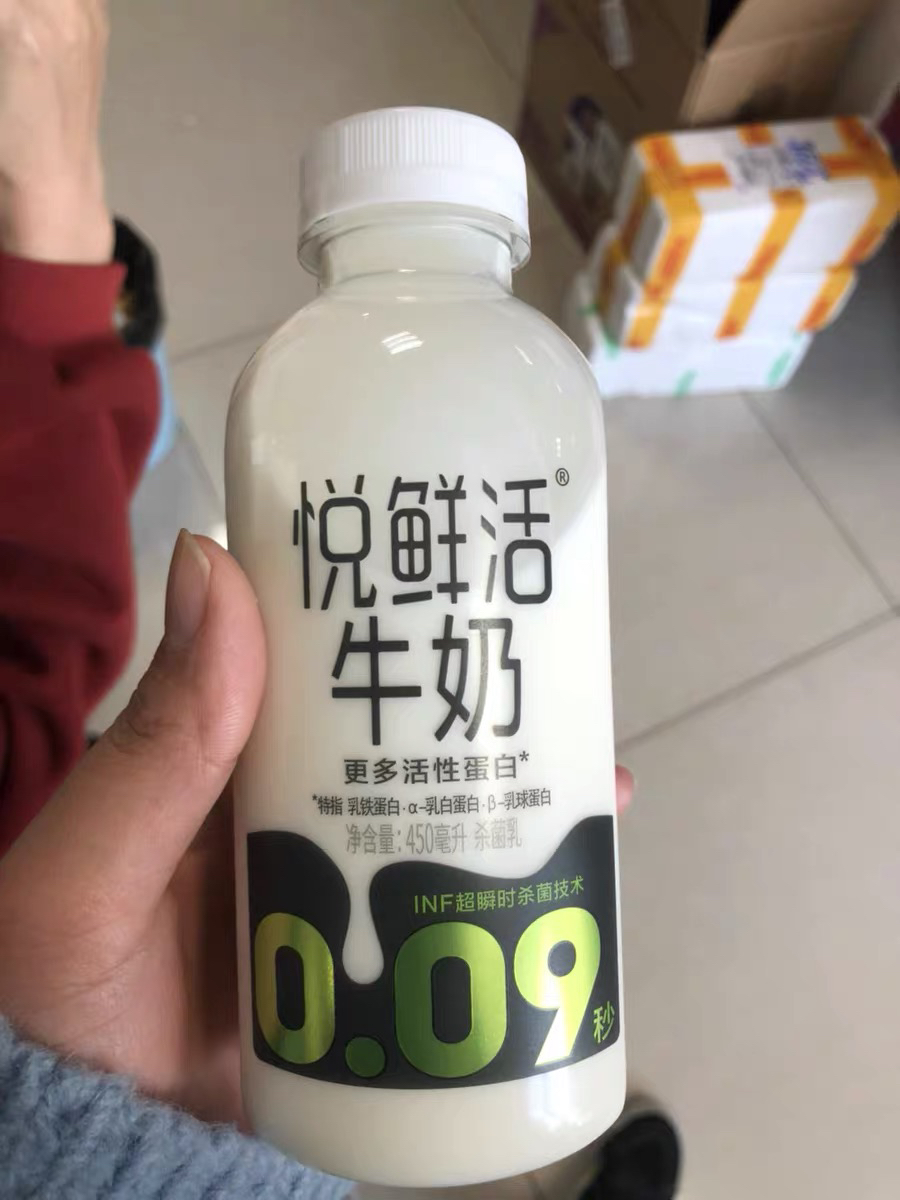 悦鲜活®
牛奶
更多活性蛋白*
*特指 乳铁蛋白·α-乳白蛋白·β-乳球蛋白
净含量:450毫升 杀菌乳
INF超瞬时杀菌技术
0.09秒